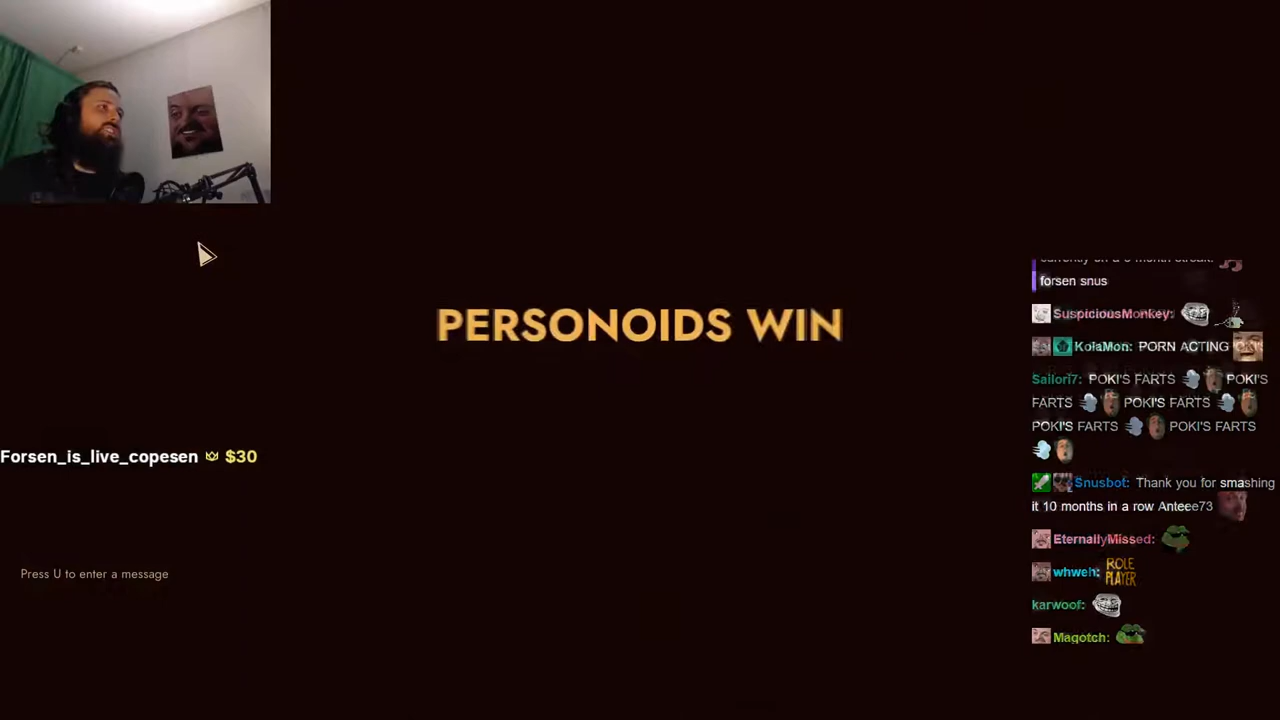 PERSONOIDS WIN
Forsen_is_live_copesen $30
Press U to enter a message
forsen snus
SuspiciousMonkey:
KolaMon: PORN ACTING
Sailori7: POKI'S FARTS POKI'S
FARTS POKI'S FARTS
POKI'S FARTS POKI'S FARTS
Snusbot: Thank you for smashing
it 10 months in a row Anteee73
EternallyMissed:
whweh: ROLE PLAYER
karwoof:
Magotch: